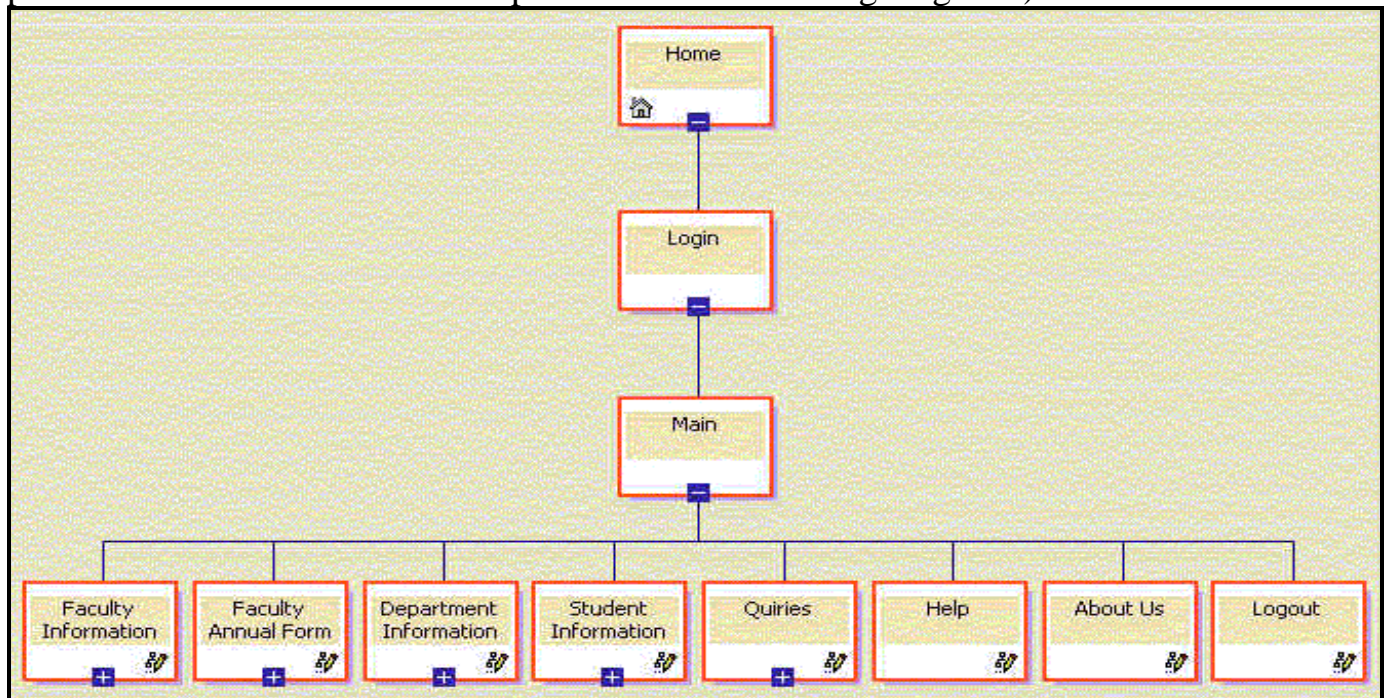 Home
Login
Main
Faculty
Information
Faculty
Annual Form
Department
Information
Student
Information
Quiries
Help
About Us
Logout